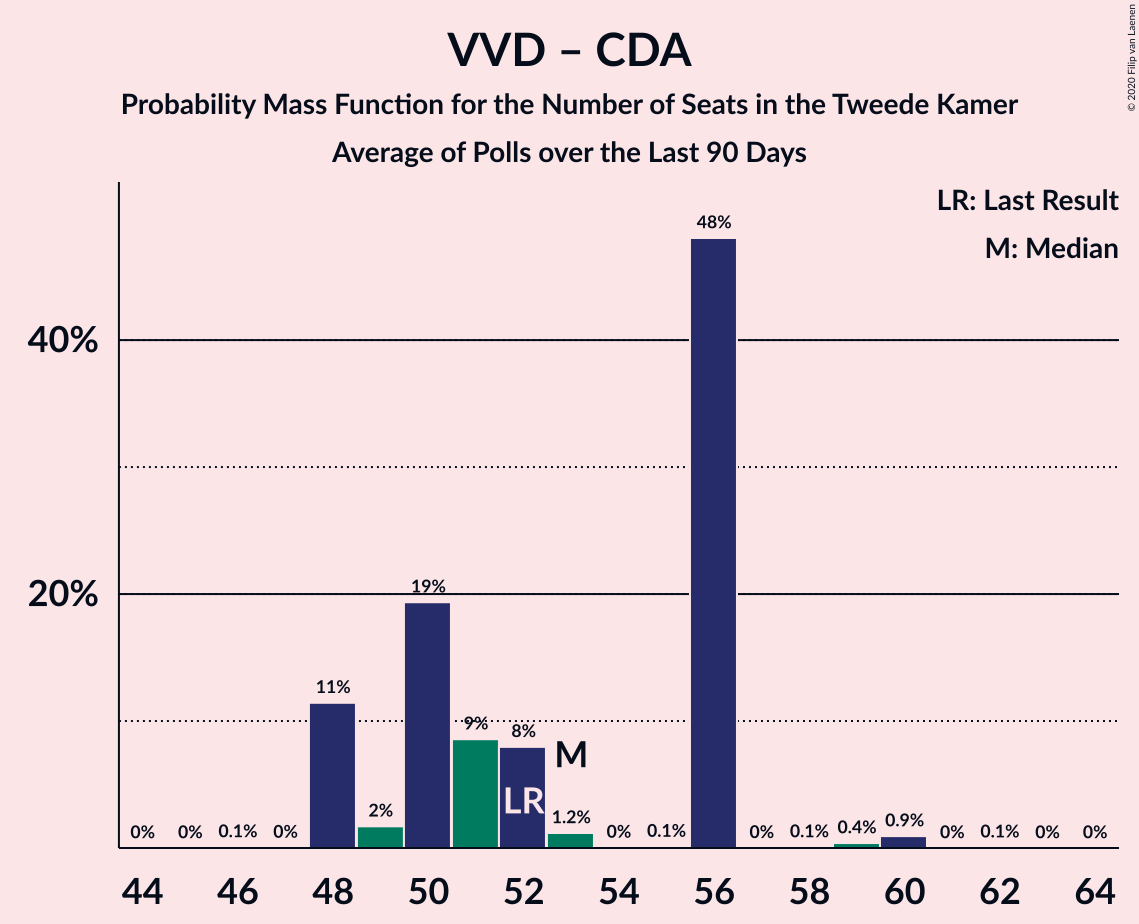 VVD – CDA
Probability Mass Function for the Number of Seats in the Tweede Kamer
Average of Polls over the Last 90 Days
© 2020 Filip van Laenen
LR: Last Result
M: Median
40%
20%
0%
0%
0.1%
0%
11%
2%
19%
9%
8%
LR
M
1.2%
0%
0.1%
48%
0%
0.1%
0.4%
0.9%
0%
0.1%
0%
0%
44 46 48 50 52 54 56 58 60 62 64